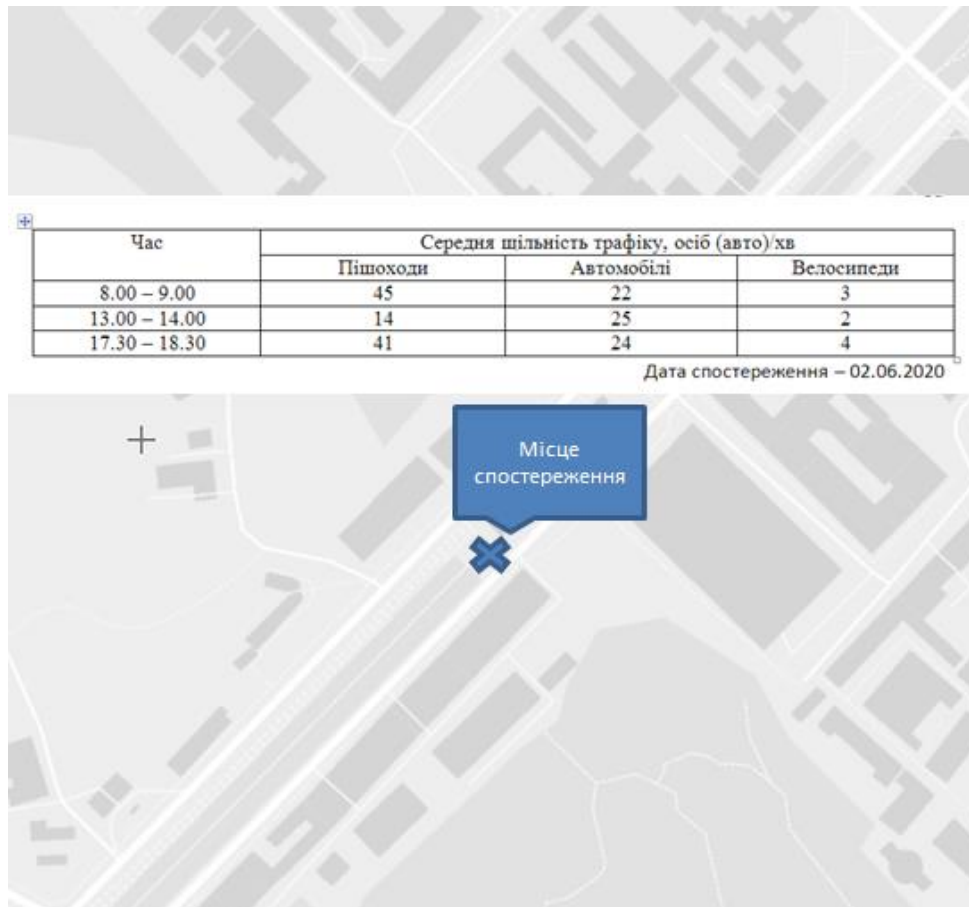 Час Середня щільність трафіку, осіб (авто)/хв
Пішоходи Автомобілі Велосипеди
8.00 – 9.00 45 22 3
13.00 – 14.00 14 25 2
17.30 – 18.30 41 24 4
Дата спостереження – 02.06.2020
Місце
спостереження